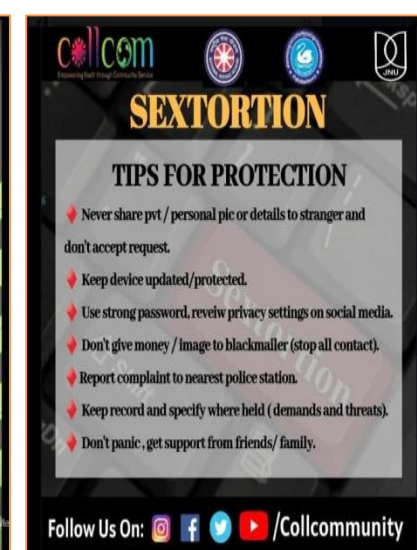 collcom
Empowering Youth through Community Service
JNU
SEXTORTION
TIPS FOR PROTECTION
Never share pvt / personal pic or details to stranger and
don't accept request.
Keep device updated/protected.
Use strong password, reveiw privacy settings on social media.
Don't give money / image to blackmailer (stop all contact).
Report complaint to nearest police station.
Keep record and specify where held ( demands and threats).
Don't panic , get support from friends/ family.
Sextortion
Follow Us On: /Collcommunity